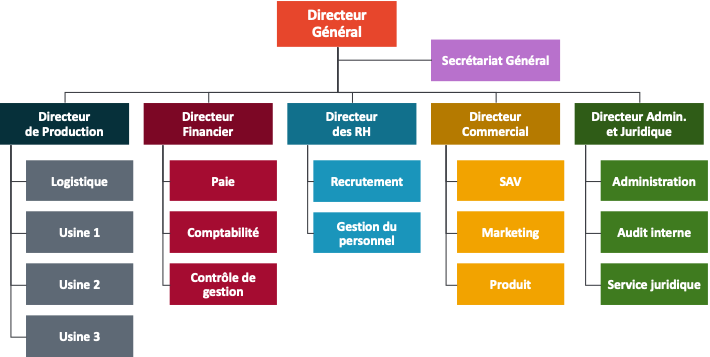 Directeur
Général
Secrétariat Général
Directeur
de Production
Directeur
Financier
Directeur
des RH
Directeur
Commercial
Directeur Admin.
et Juridique
Logistique
Paie
Recrutement
SAV
Administration
Usine 1
Comptabilité
Gestion du
personnel
Marketing
Audit interne
Usine 2
Contrôle de
gestion
Produit
Service juridique
Usine 3